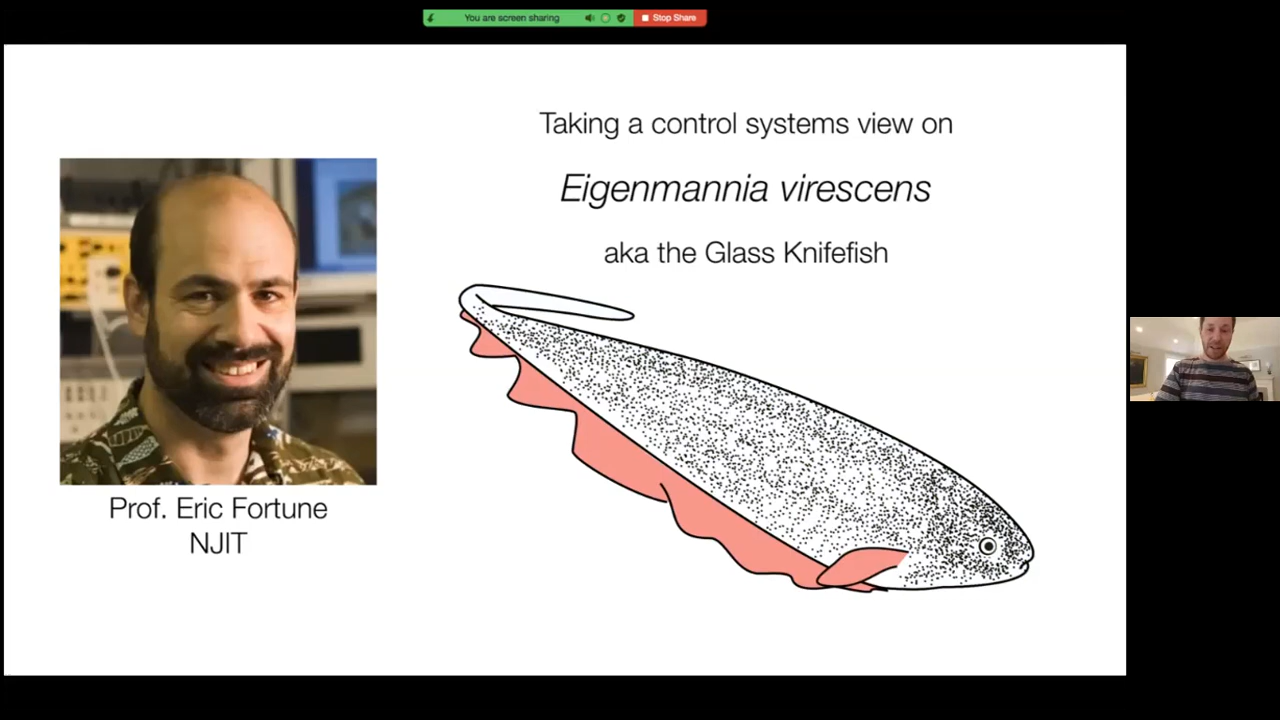 You are screen sharing
Stop Share
Taking a control systems view on
Eigenmannia virescens
aka the Glass Knifefish
Prof. Eric Fortune
NJIT